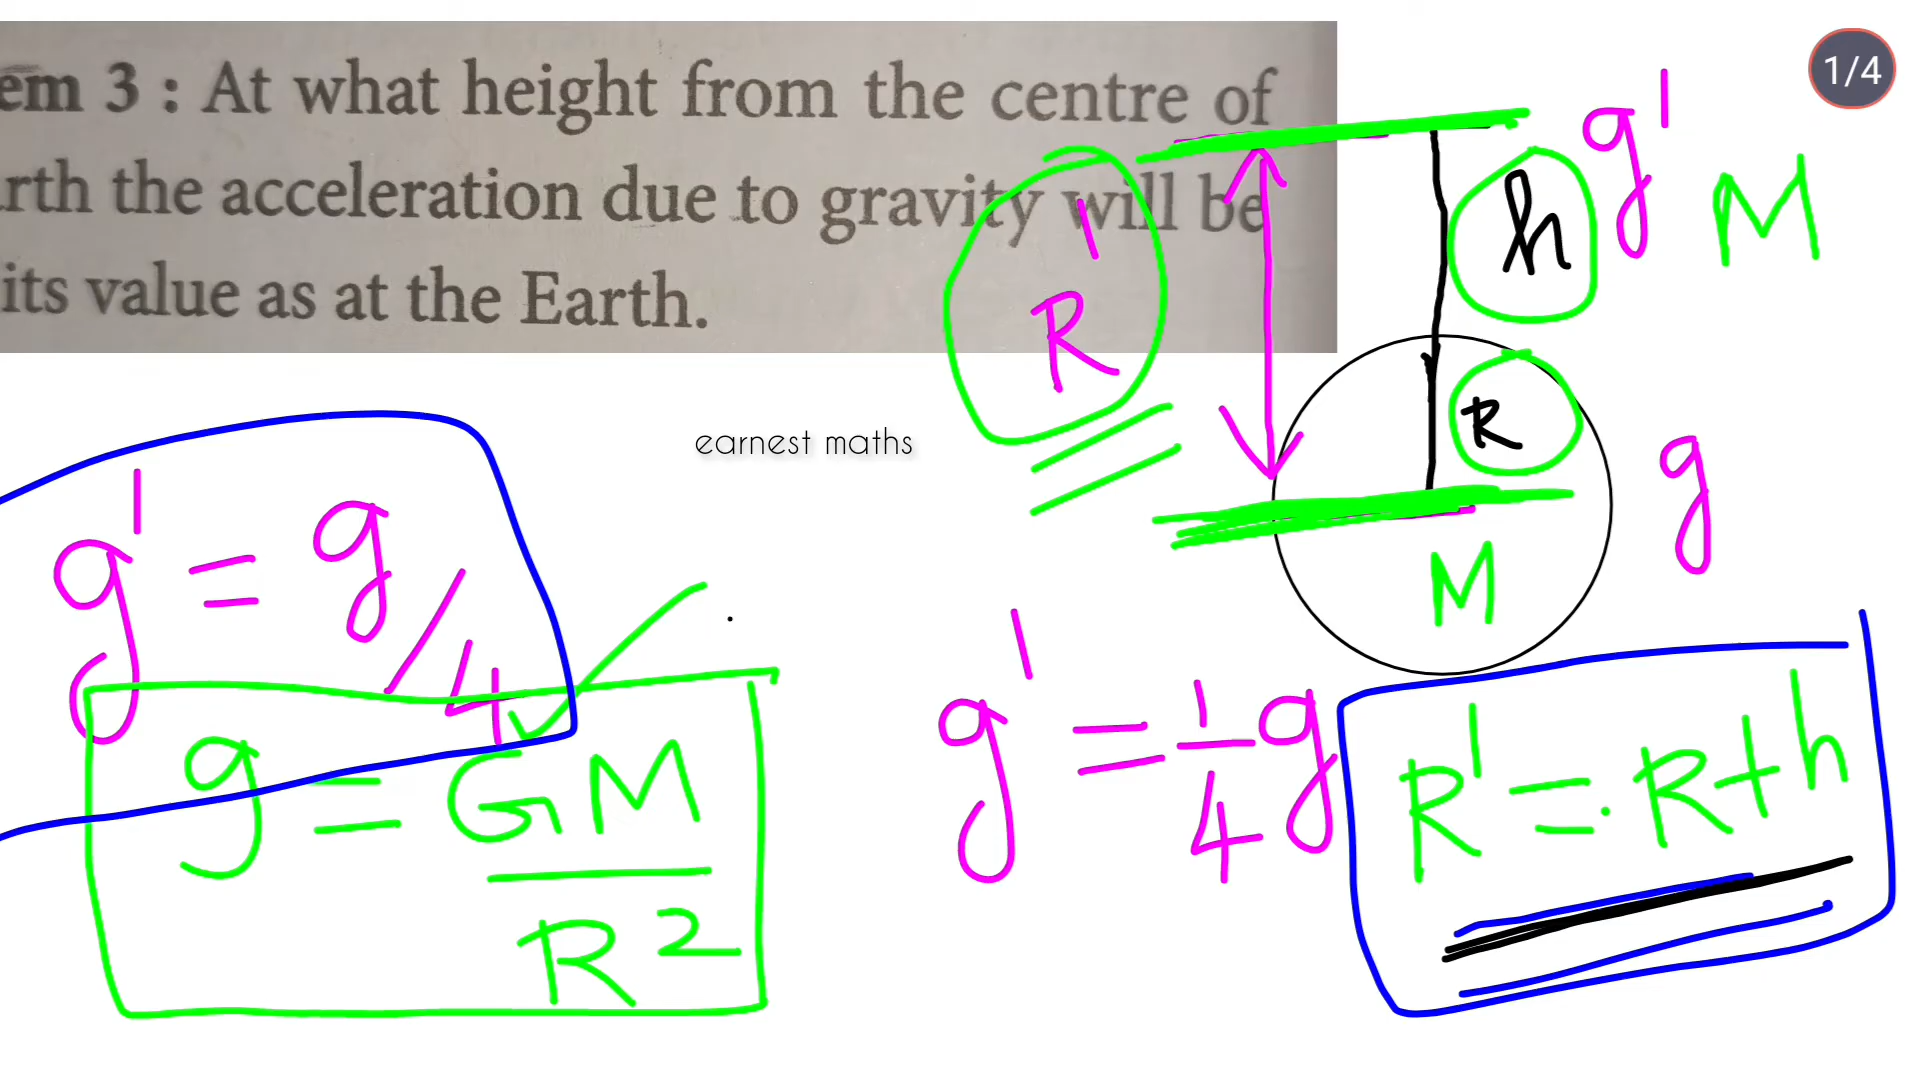 em 3 : At what height from the centre of
rth the acceleration due to gravity will be
its value as at the Earth.
1/4
g'
M
h
R'
R
g
M
earnest maths
g' = g/4
g = GM/R²
g' = 1/4 g
R' = R+h